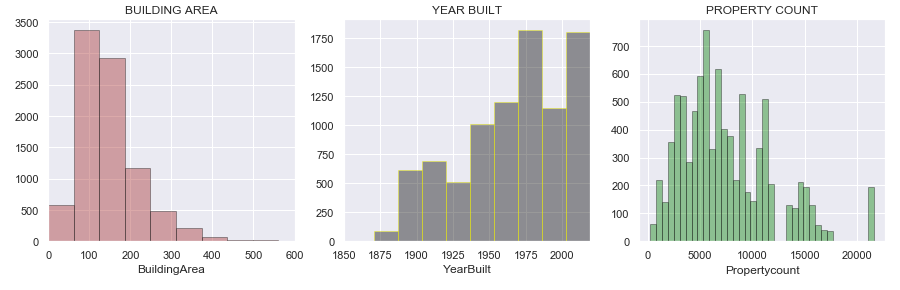 BUILDING AREA
3500
3000
2500
2000
1500
1000
500
0
0 100 200 300 400 500 600
BuildingArea
YEAR BUILT
1750
1500
1250
1000
750
500
250
0
1850 1875 1900 1925 1950 1975 2000
YearBuilt
PROPERTY COUNT
700
600
500
400
300
200
100
0
0 5000 10000 15000 20000
Propertycount